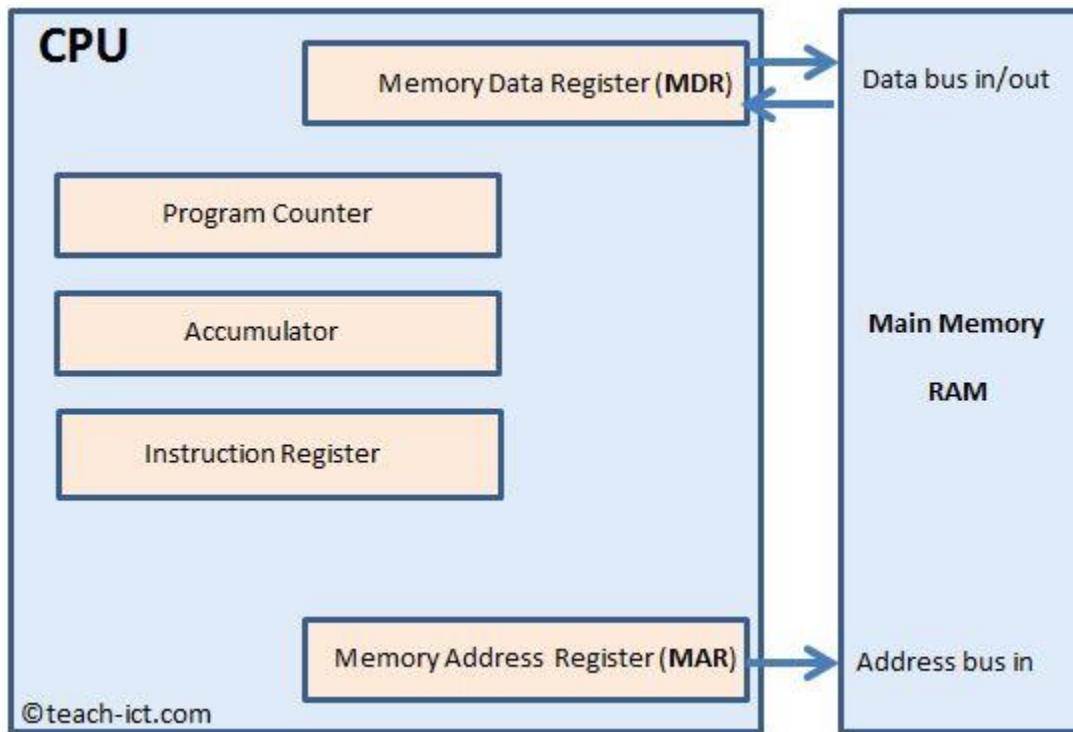 CPU
Memory Data Register (MDR)
Data bus in/out
Program Counter
Accumulator
Main Memory
RAM
Instruction Register
Memory Address Register (MAR)
Address bus in
©teach-ict.com